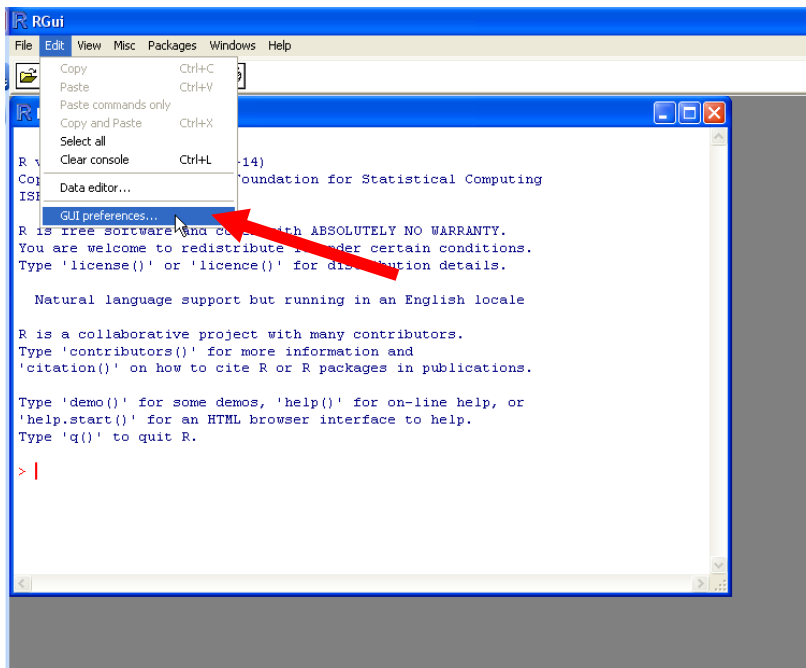 RGui
File Edit View Misc Packages Windows Help
Copy Ctrl+C
Paste Ctrl+V
Paste commands only
Copy and Paste Ctrl+X
Select all
Clear console Ctrl+L
Data editor...
GUI preferences...
R -14)
Foundation for Statistical Computing
R is free software and with ABSOLUTELY NO WARRANTY.
You are welcome to redistribute under certain conditions.
Type 'license()' or 'licence()' for distribution details.
Natural language support but running in an English locale
R is a collaborative project with many contributors.
Type 'contributors()' for more information and
'citation()' on how to cite R or R packages in publications.
Type 'demo()' for some demos, 'help()' for on-line help, or
'help.start()' for an HTML browser interface to help.
Type 'q()' to quit R.
>